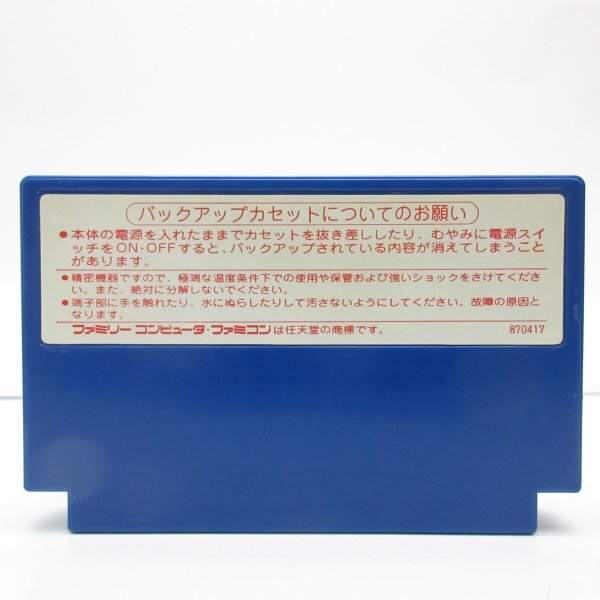 バックアップカセットについてのお願い
●本体の電源を入れたままでカセットを抜き差ししたり、むやみに電源スイ
ッチをON・OFFすると、バックアップされている内容が消えてしまうこと
があります。
●精密機器ですので、極端な温度条件下での使用や保管および強いショックをさけてくださ
い。また、絶対に分解しないでください。
●端子部に手を触れたり、水にぬらしたりして汚さないようにしてください。故障の原因と
なります。
ファミリー コンピュータ・ファミコンは任天堂の商標です。 870417